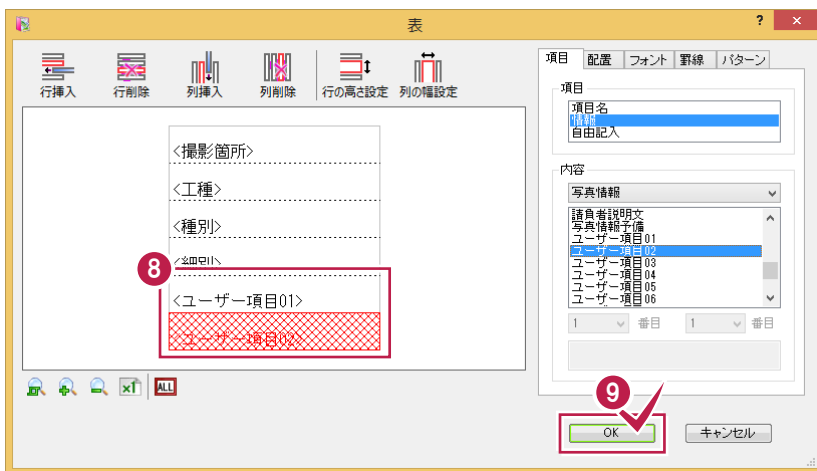 表
?
×
行挿入 行削除 列挿入 列削除 行の高さ設定 列の幅設定
<撮影箇所>
<工種>
<種別>
<細別>
8
<ユーザー項目01>
<ユーザー項目02>
x1 ALL
項目 配置 フォント 罫線 パターン
項目
項目名
情報
自由記入
内容
写真情報
請負者説明文
写真情報予備
ユーザー項目01
ユーザー項目02
ユーザー項目03
ユーザー項目04
ユーザー項目05
ユーザー項目06
1 番目 1 番目
9
OK キャンセル